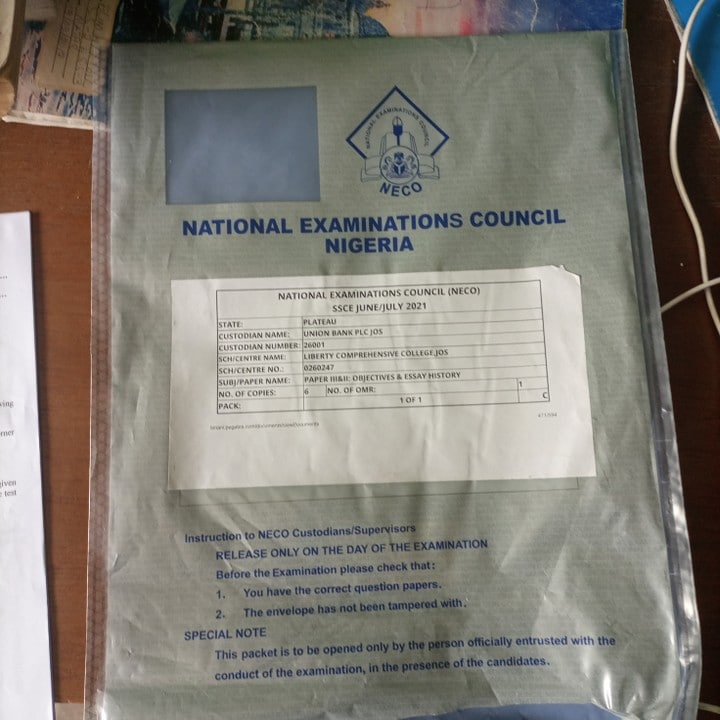 NATIONAL EXAMINATIONS COUNCIL
NECO
NATIONAL EXAMINATIONS COUNCIL
NIGERIA
NATIONAL EXAMINATIONS COUNCIL (NECO)
SSCE JUNE/JULY 2021
STATE: PLATEAU
CUSTODIAN NAME: UNION BANK PLC JOS
CUSTODIAN NUMBER: 26001
SCH/CENTRE NAME: LIBERTY COMPREHENSIVE COLLEGE,JOS
SCH/CENTRE NO.: 0260247
SUBJ/PAPER NAME: PAPER III&II: OBJECTIVES & ESSAY HISTORY
NO. OF COPIES: 6 NO. OF OMR: 1
PACK: 1 OF 1 C
Instruction to NECO Custodians/Supervisors
RELEASE ONLY ON THE DAY OF THE EXAMINATION
Before the Examination please check that:
1. You have the correct question papers.
2. The envelope has not been tampered with.
SPECIAL NOTE
This packet is to be opened only by the person officially entrusted with the
conduct of the examination, in the presence of the candidates.
given
test